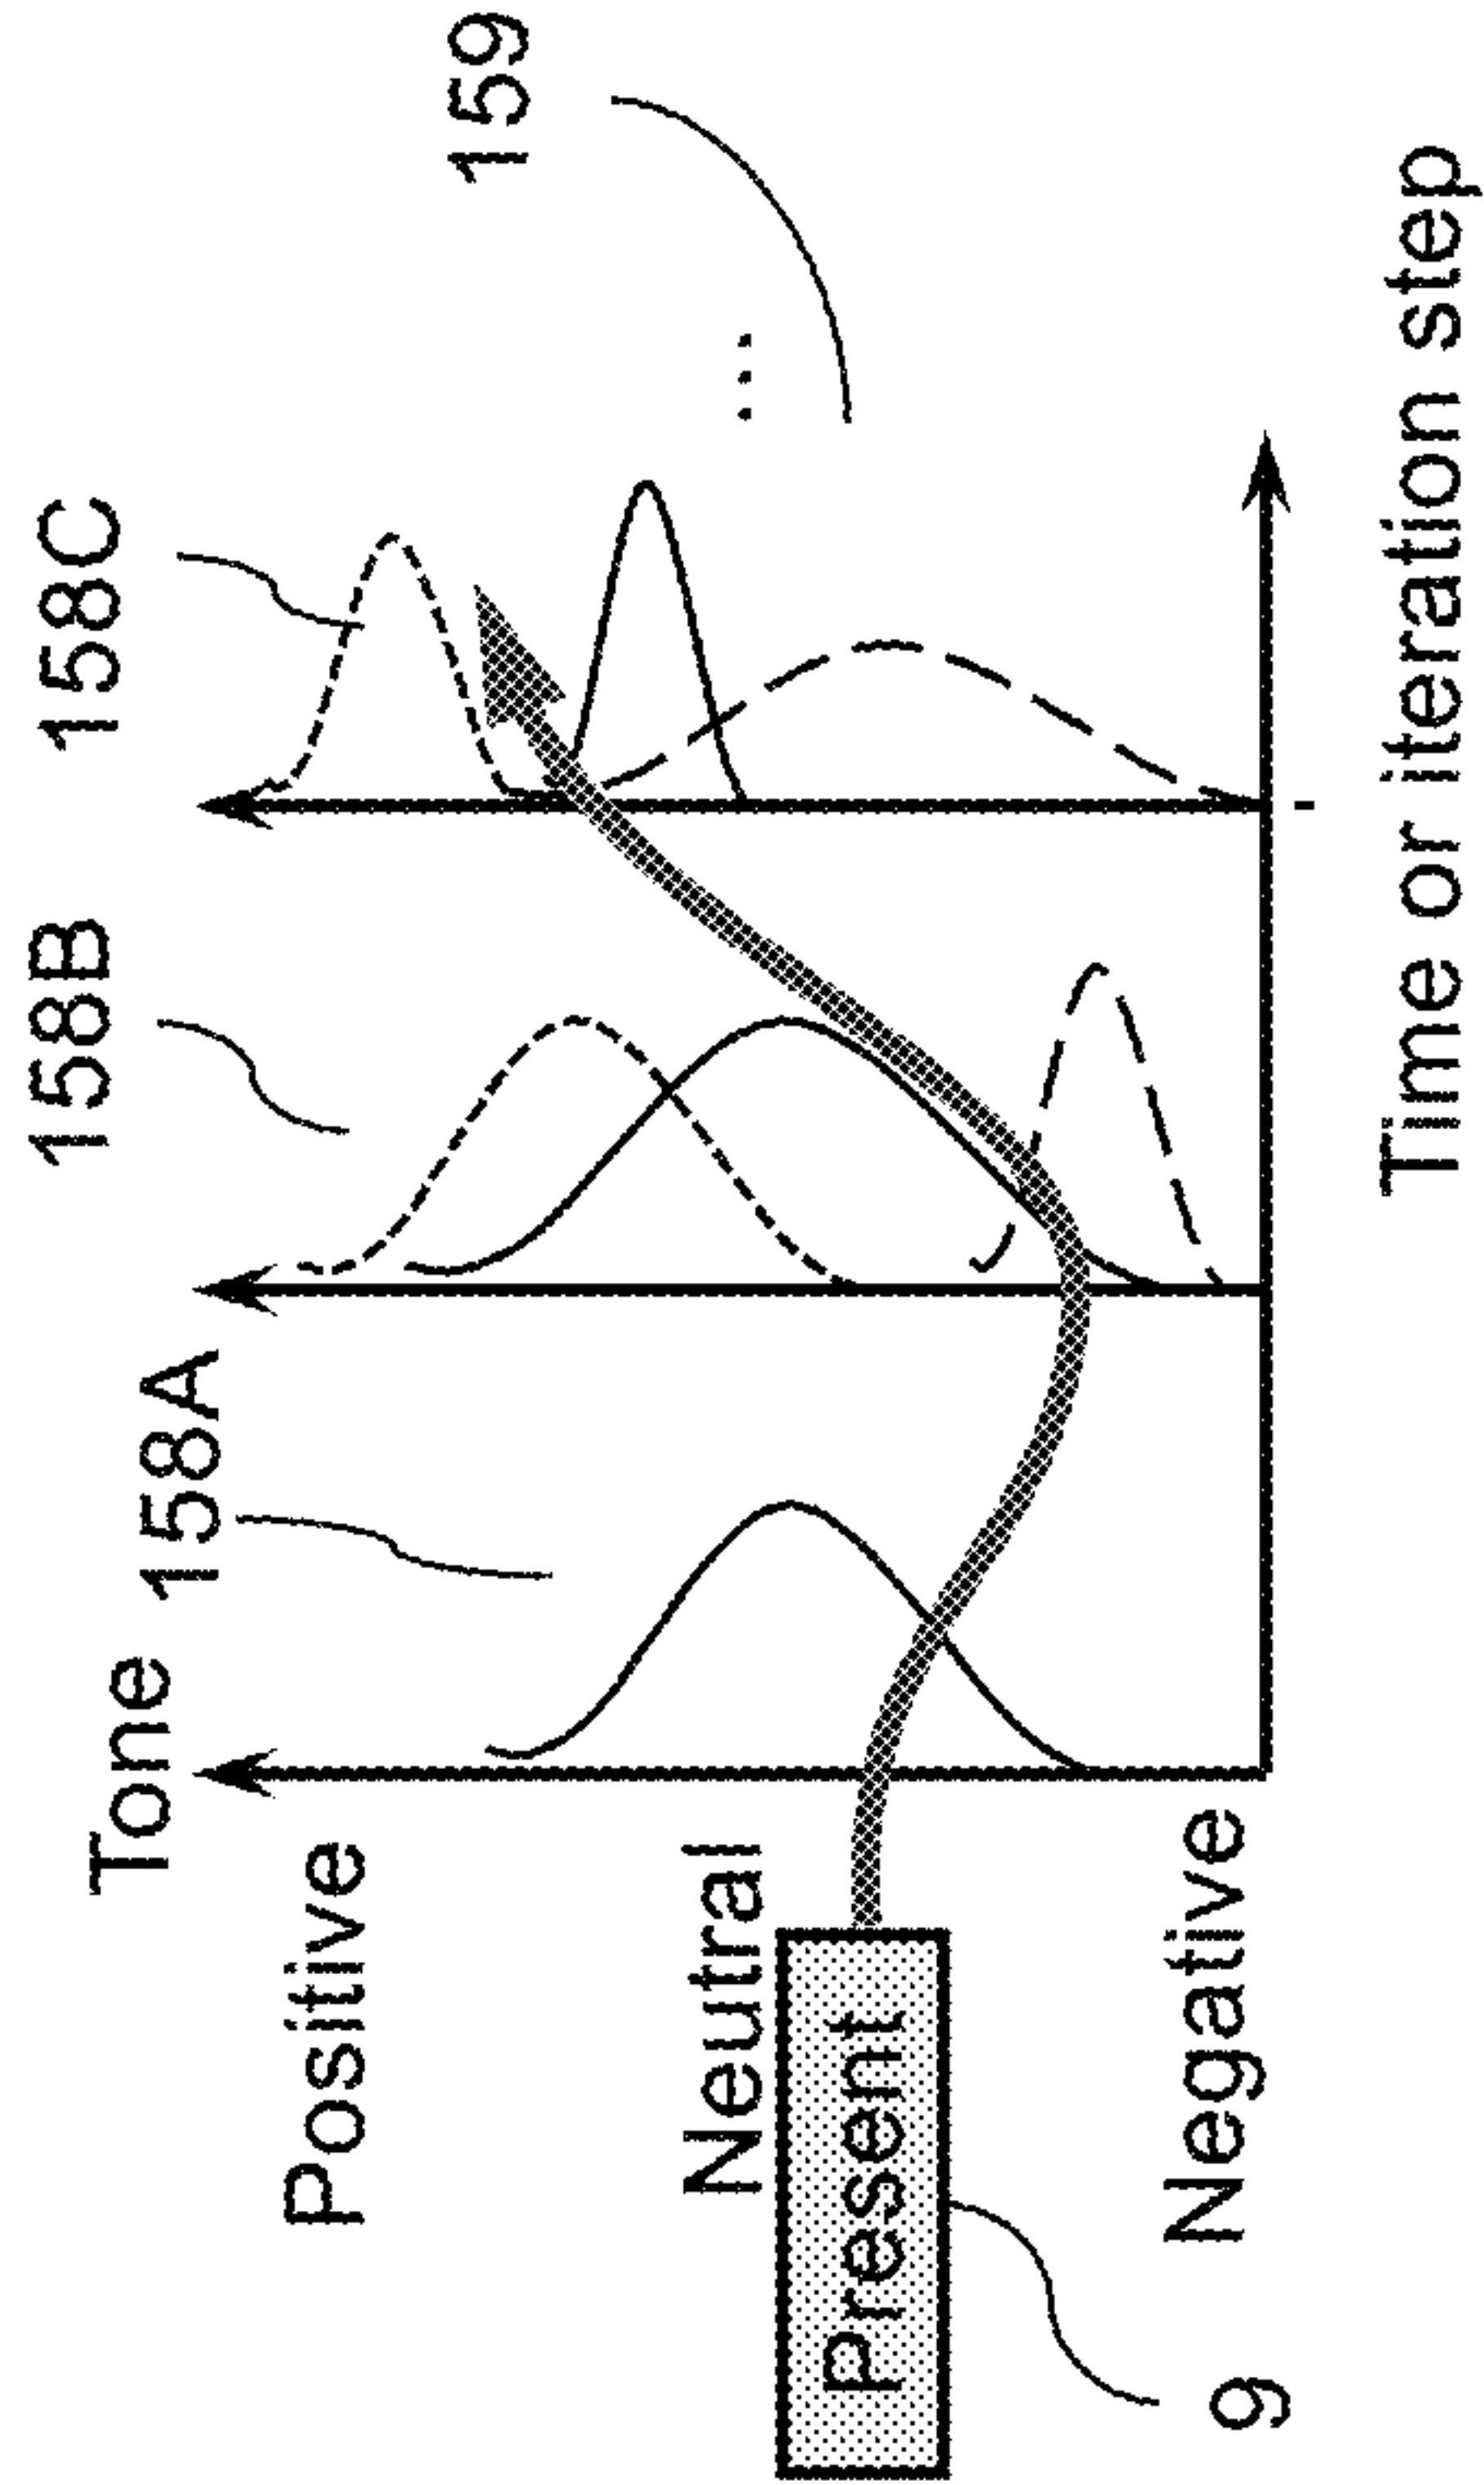 Tone
158A
158B
158C
159
Positive
Neutral
Present
Negative
9
...
Time or iteration step